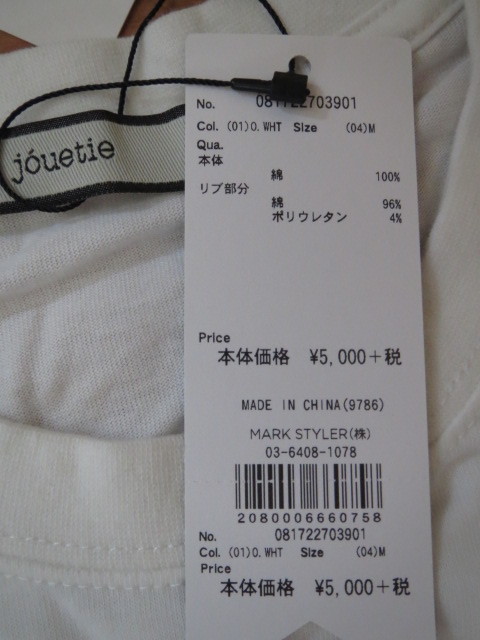 jóuetie
No. 081722703901
Col. (01)O.WHT Size (04)M
Qua.
本体
綿 100%
リブ部分
綿 96%
ポリウレタン 4%
Price
本体価格 ¥5,000+税
MADE IN CHINA(9786)
MARK STYLER(株)
03-6408-1078
2080006660758
No. 081722703901
Col. (01)O.WHT Size (04)M
Price
本体価格 ¥5,000+税